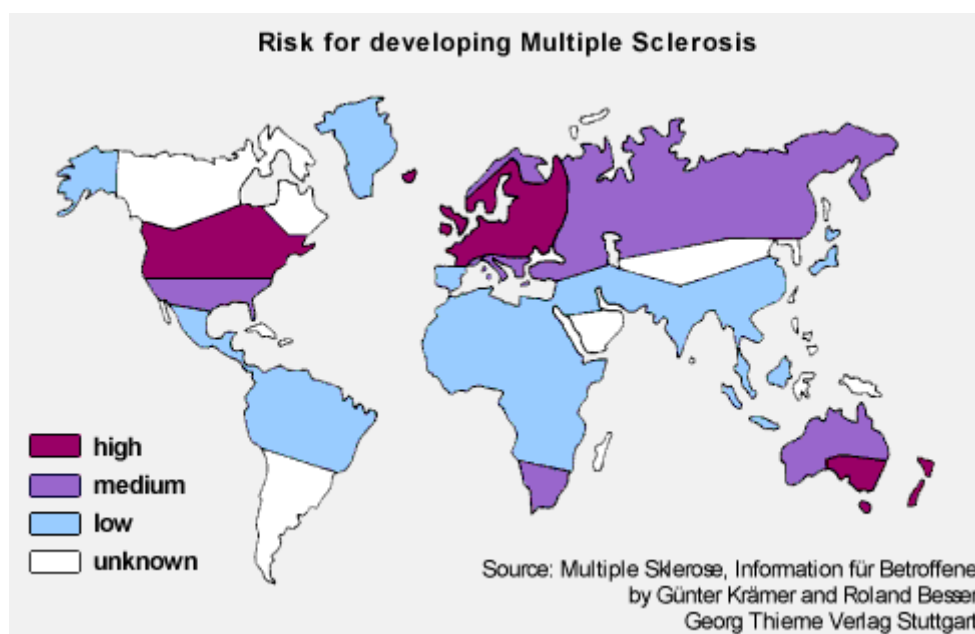 Risk for developing Multiple Sclerosis
high
medium
low
unknown
Source: Multiple Sklerose, Information für Betroffene
by Günter Krämer and Roland Besser
Georg Thieme Verlag Stuttgart